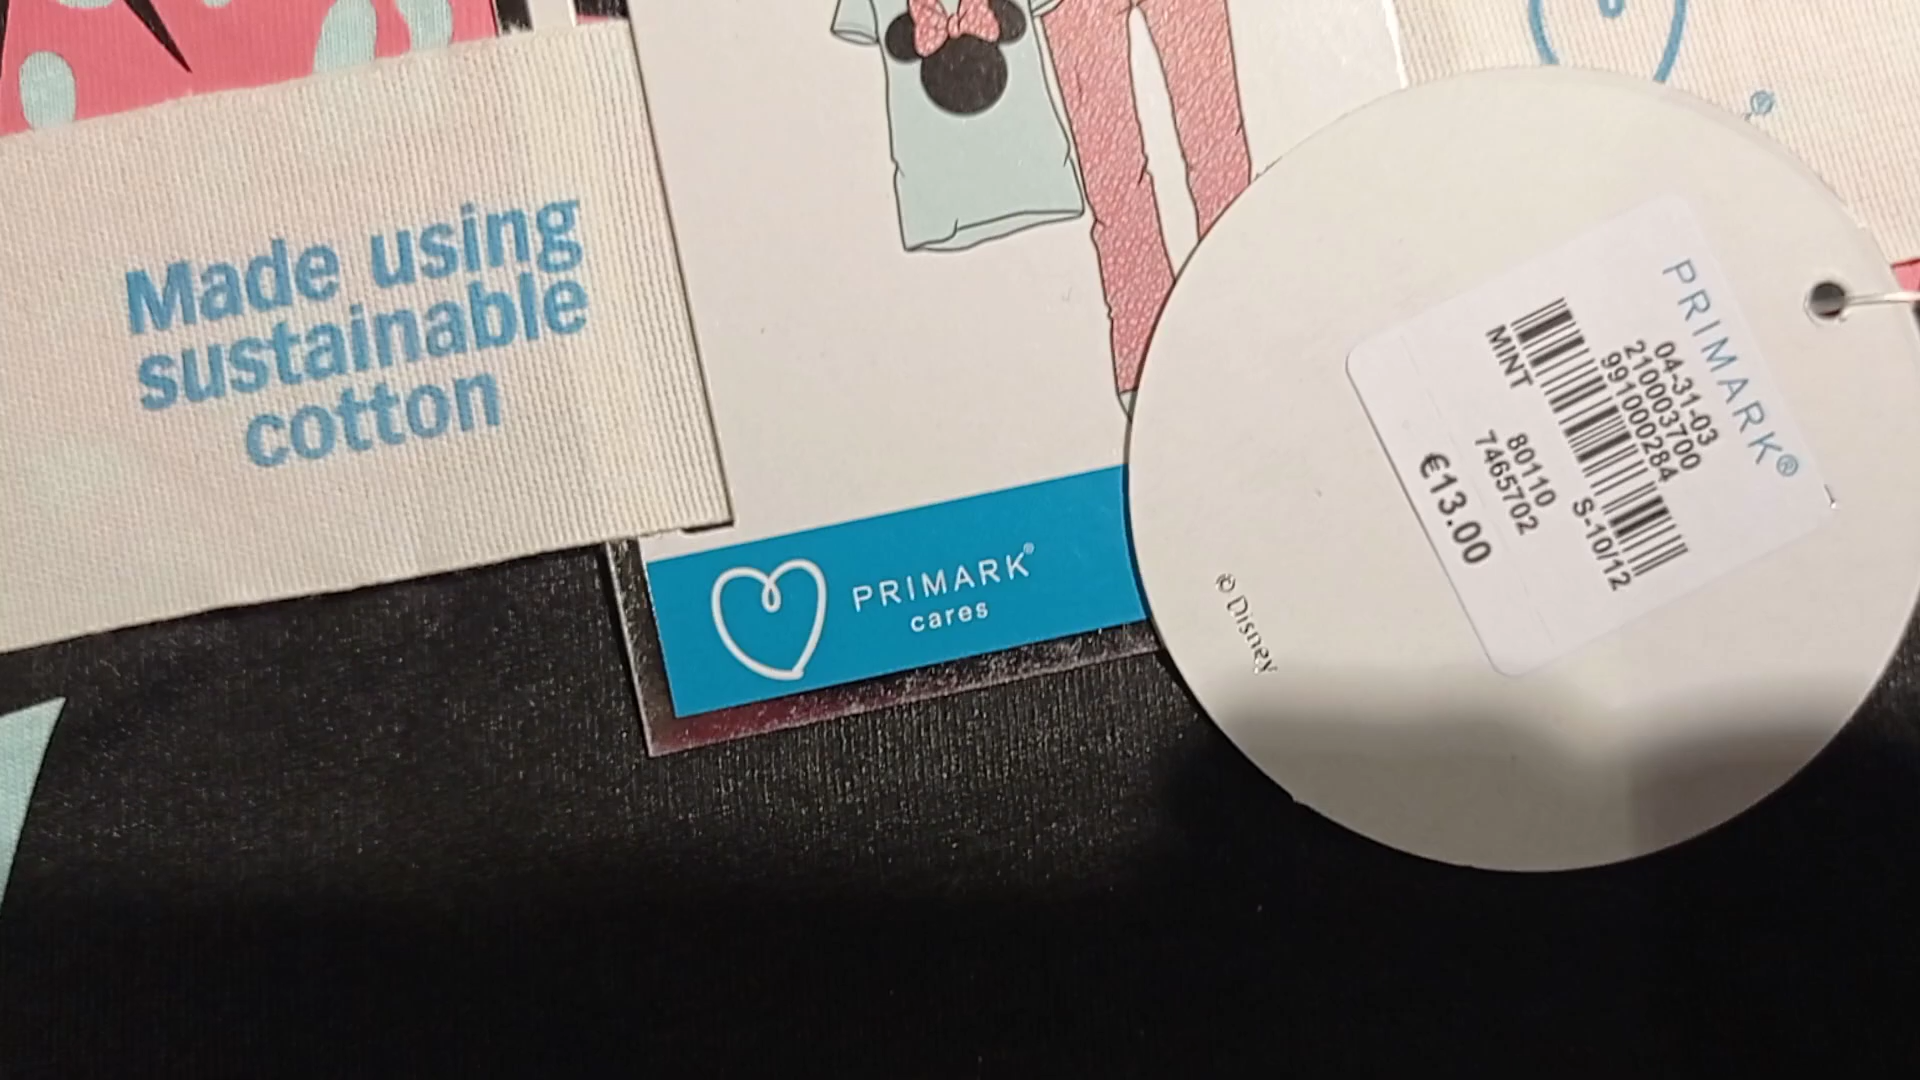 Made using
sustainable
cotton
PRIMARK®
cares
PRIMARK®
04-31-03
210003700
9910000284
MINT
S-10/12
80110
7465702
€13.00
© Disney
®